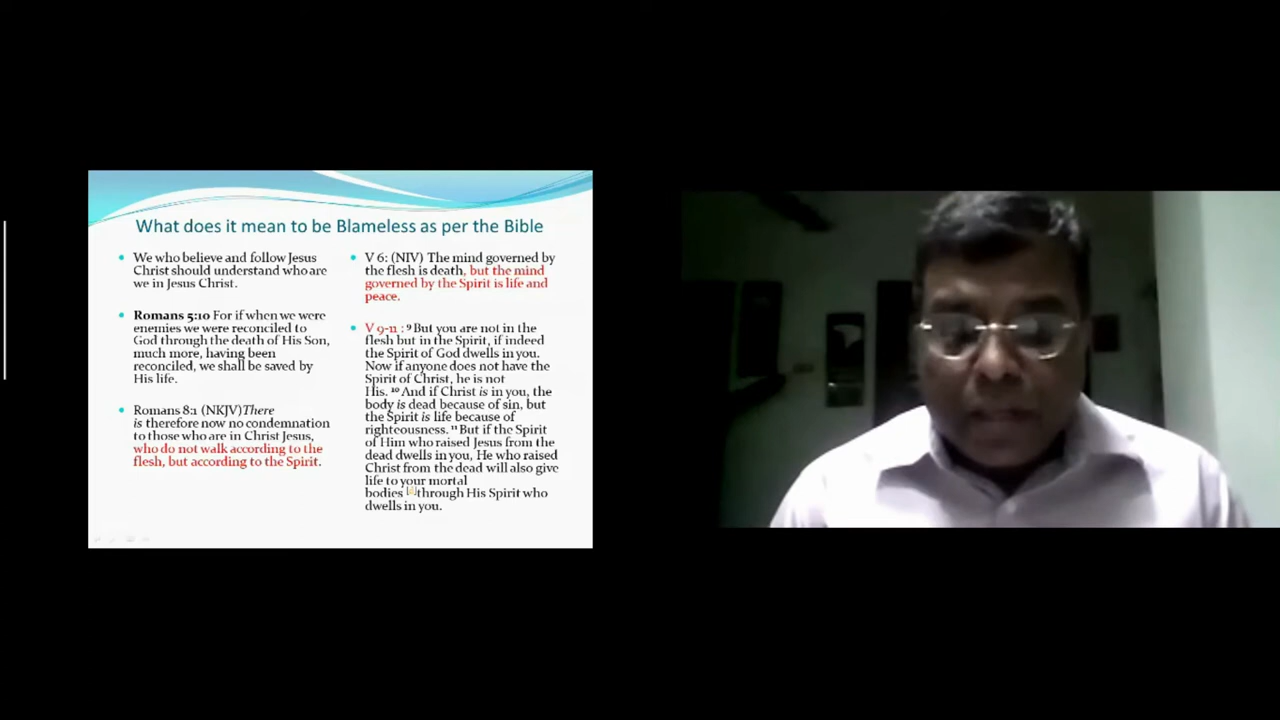 What does it mean to be Blameless as per the Bible
We who believe and follow Jesus
Christ should understand who are
we in Jesus Christ.
Romans 5:10 For if when we were
enemies we were reconciled to
God through the death of His Son,
much more, having been
reconciled, we shall be saved by
His life.
Romans 8:1 (NKJV)There
is therefore now no condemnation
to those who are in Christ Jesus,
who do not walk according to the
flesh, but according to the Spirit.
V 6: (NIV) The mind governed by
the flesh is death, but the mind
governed by the Spirit is life and
peace.
V 9-11 : 9 But you are not in the
flesh but in the Spirit, if indeed
the Spirit of God dwells in you.
Now if anyone does not have the
Spirit of Christ, he is not
His. 10 And if Christ is in you, the
body is dead because of sin, but
the Spirit is life because of
righteousness. 11 But if the Spirit
of Him who raised Jesus from the
dead dwells in you, He who raised
Christ from the dead will also give
life to your mortal
bodies through His Spirit who
dwells in you.